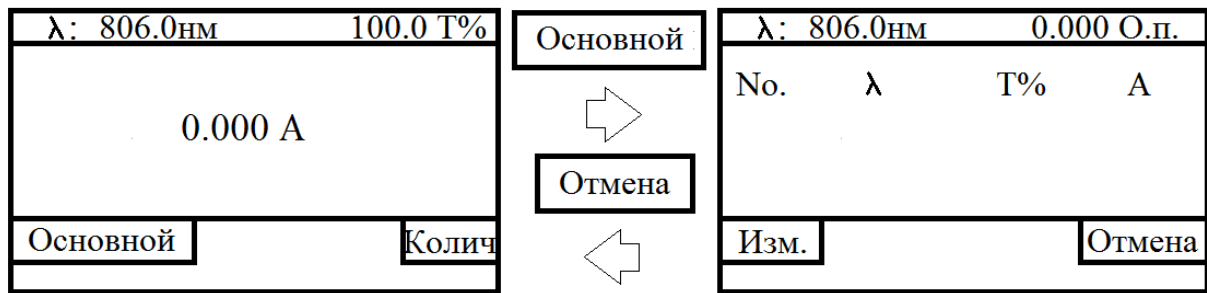 λ: 806.0нм 100.0 T%
0.000 A
Основной Колич
Основной
Отмена
λ: 806.0нм 0.000 О.п.
No. λ T% A
Изм. Отмена